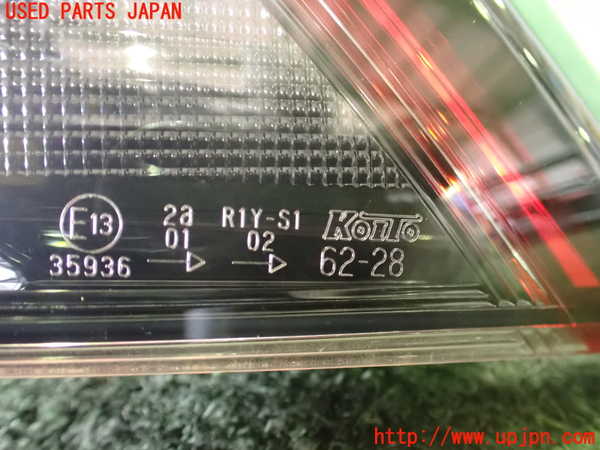 USED PARTS JAPAN
E13 2a R1Y-S1 KOITO
01 02
35936 62-28
http://www.upjpn.com/